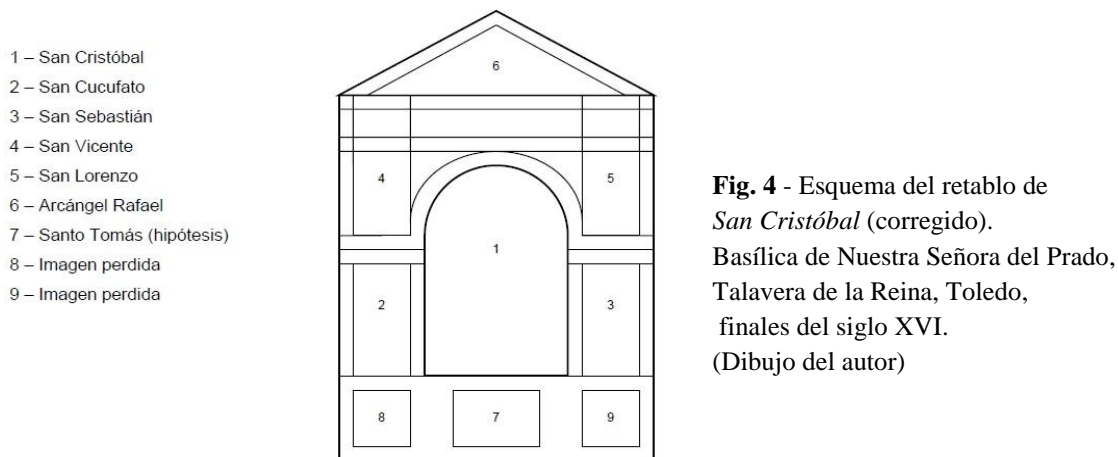 1 – San Cristóbal
2 – San Cucufato
3 – San Sebastián
4 – San Vicente
5 – San Lorenzo
6 – Arcángel Rafael
7 – Santo Tomás (hipótesis)
8 – Imagen perdida
9 – Imagen perdida
6
4
5
1
2
3
8
7
9
Fig. 4 - Esquema del retablo de
San Cristóbal (corregido).
Basílica de Nuestra Señora del Prado,
Talavera de la Reina, Toledo,
finales del siglo XVI.
(Dibujo del autor)